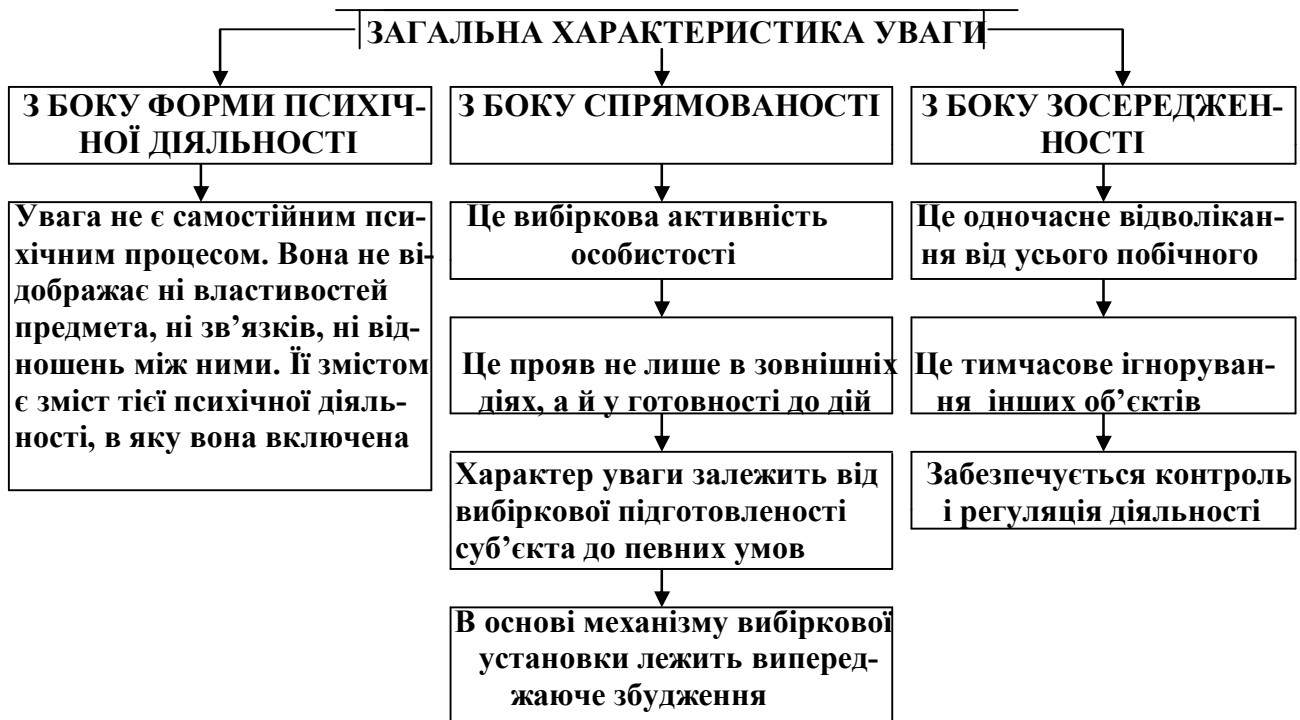 ЗАГАЛЬНА ХАРАКТЕРИСТИКА УВАГИ
З БОКУ ФОРМИ ПСИХІЧ-
НОЇ ДІЯЛЬНОСТІ
Увага не є самостійним пси-
хічним процесом. Вона не ві-
дображає ні властивостей
предмета, ні зв’язків, ні від-
ношень між ними. Її змістом
є зміст тієї психічної діяль-
ності, в яку вона включена
З БОКУ СПРЯМОВАНОСТІ
Це вибіркова активність
особистості
Це прояв не лише в зовнішніх
діях, а й у готовності до дій
Характер уваги залежить від
вибіркової підготовленості
суб’єкта до певних умов
В основі механізму вибіркової
установки лежить виперед-
жаюче збудження
З БОКУ ЗОСЕРЕДЖЕН-
НОСТІ
Це одночасне відволікан-
ня від усього побічного
Це тимчасове ігноруван-
ня інших об’єктів
Забезпечується контроль
і регуляція діяльності